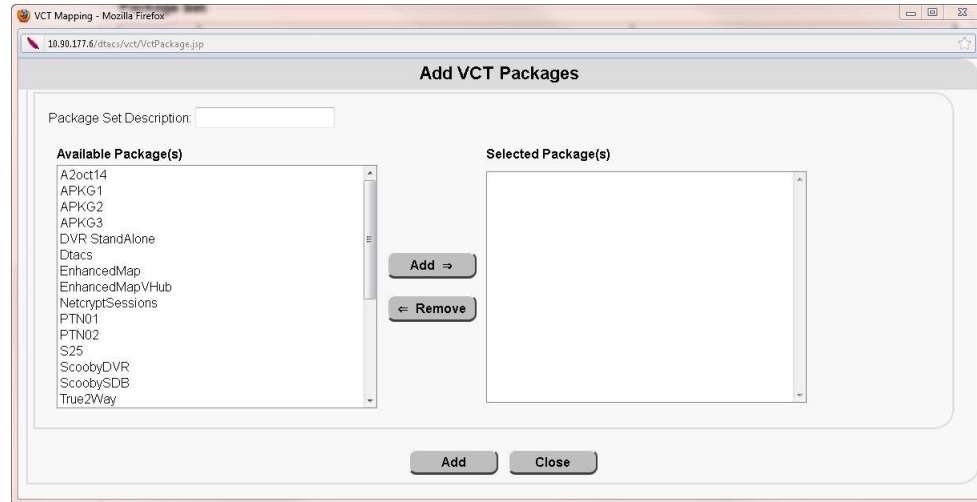 Package Set
VCT Mapping - Mozilla Firefox
10.90.177.6/dtacs/vct/VctPackage.jsp
Add VCT Packages
Package Set Description:
Available Package(s)
Selected Package(s)
A2oct14
APKG1
APKG2
APKG3
DVR StandAlone
Dtacs
EnhancedMap
EnhancedMapVHub
NetcryptSessions
PTN01
PTN02
S25
ScoobyDVR
ScoobySDB
True2Way
Add ⇒
⇐ Remove
Add
Close